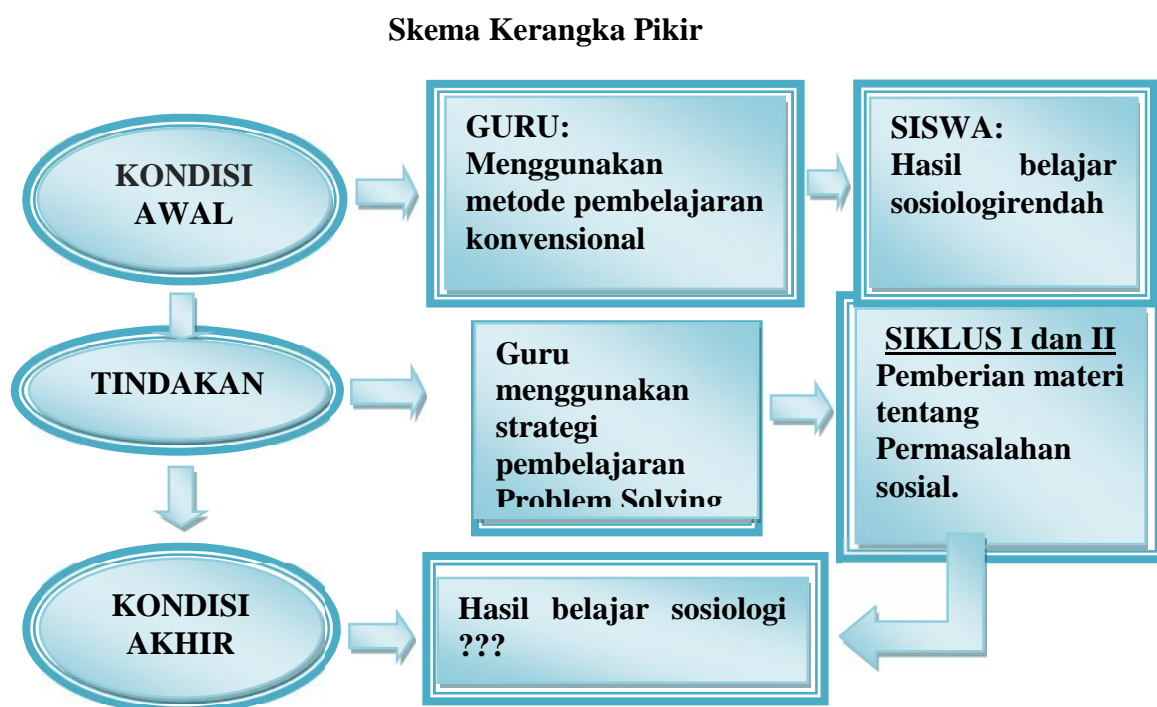 Skema Kerangka Pikir
KONDISI
AWAL
GURU:
Menggunakan
metode pembelajaran
konvensional
SISWA:
Hasil belajar
sosiologirendah
TINDAKAN
Guru
menggunakan
strategi
pembelajaran
Problem Solving
SIKLUS I dan II
Pemberian materi
tentang
Permasalahan
sosial.
KONDISI
AKHIR
Hasil belajar sosiologi
???